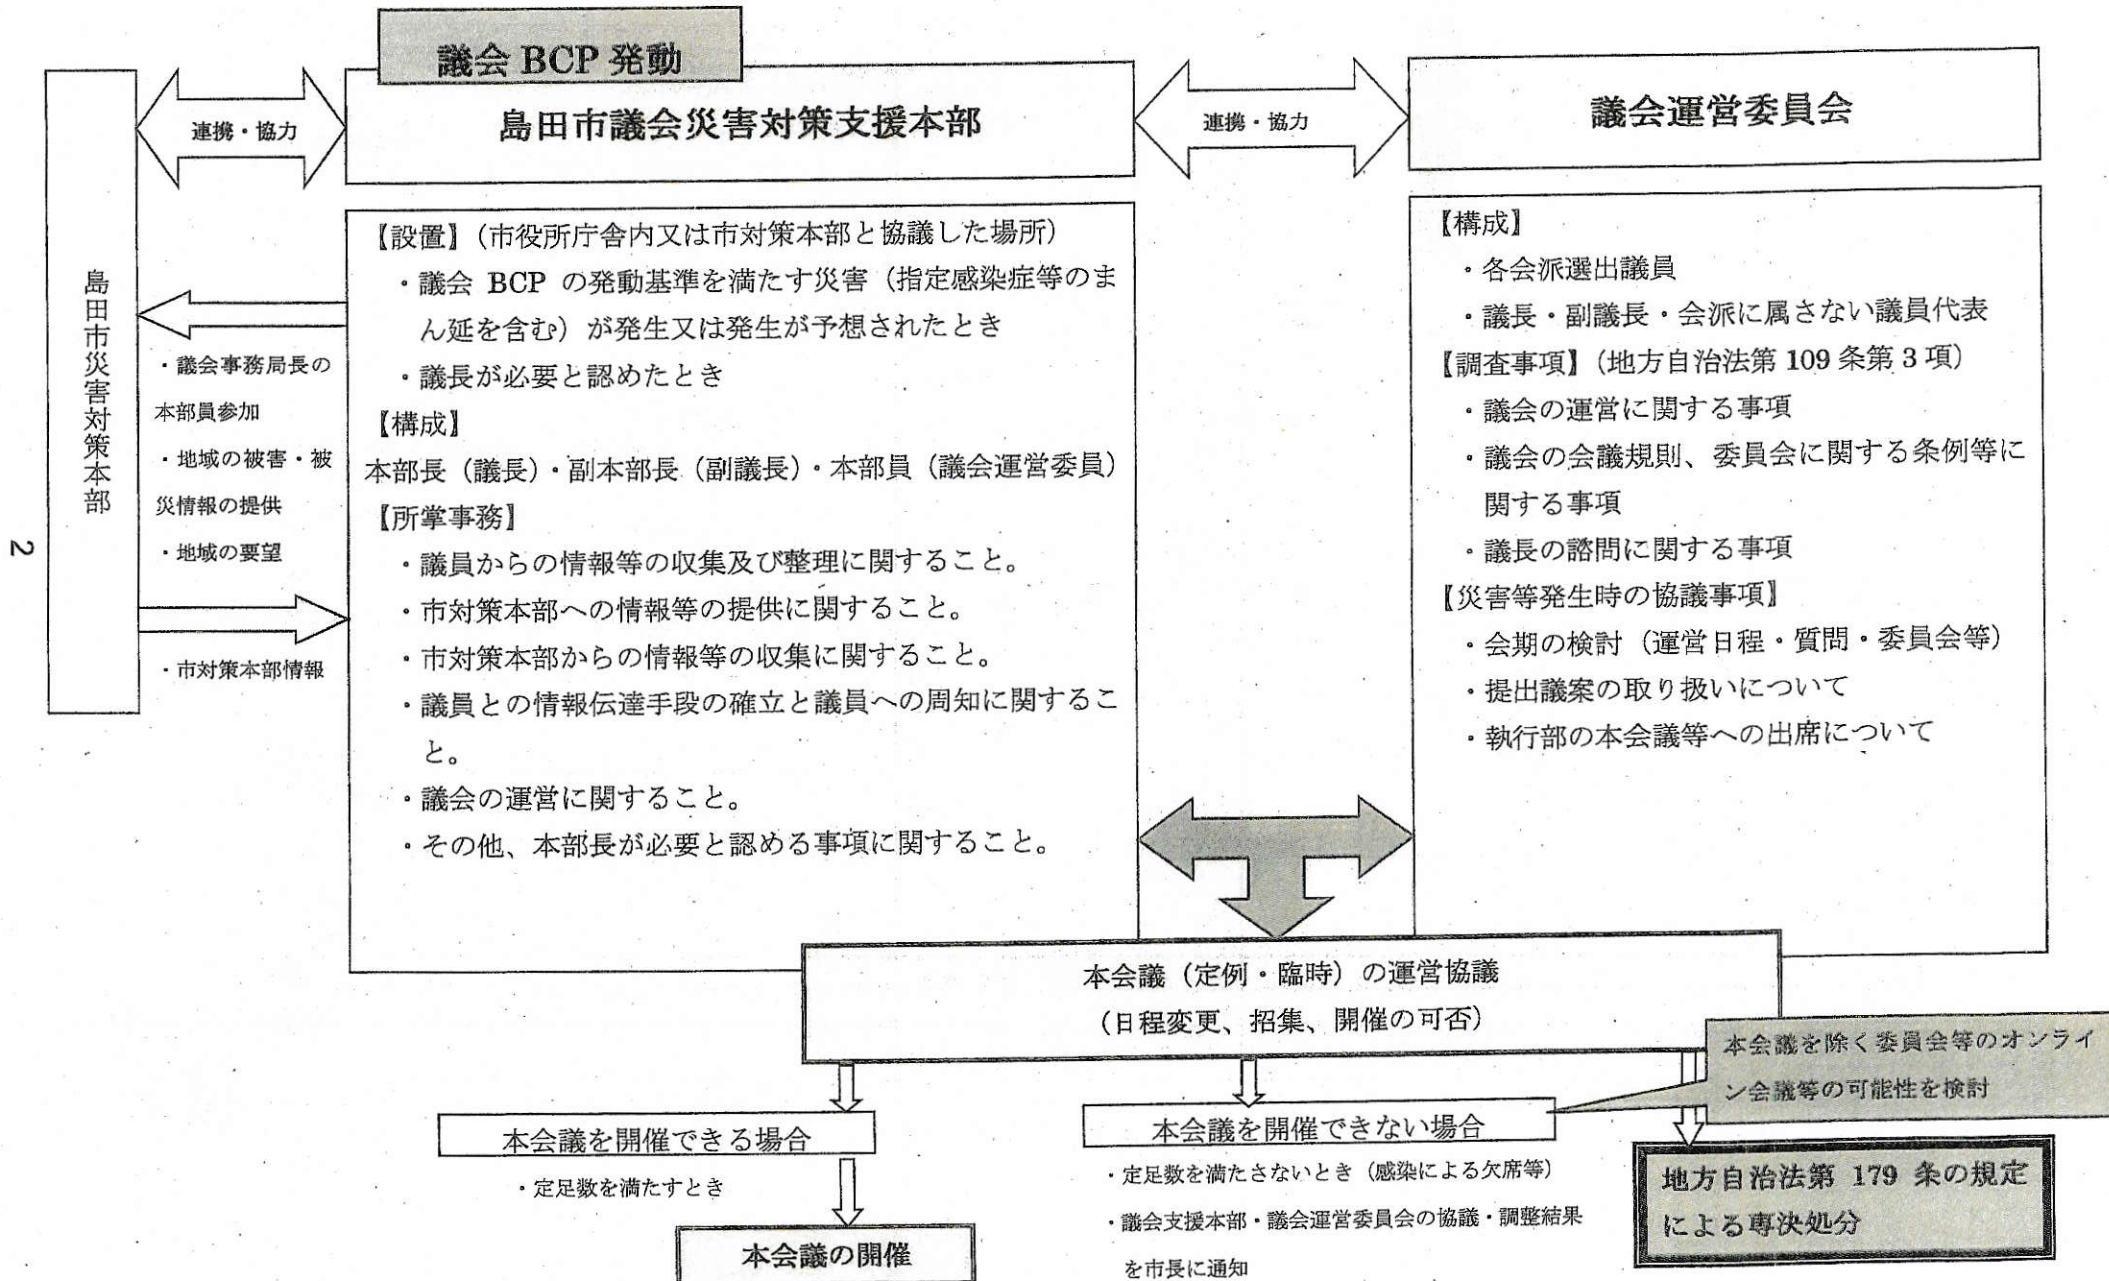 議会 BCP 発動
島田市議会災害対策支援本部
連携・協力
連携・協力
議会運営委員会
島田市災害対策本部
・議会事務局長の
本部員参加
・地域の被害・被
災情報の提供
・地域の要望
・市対策本部情報
【設置】（市役所庁舎内又は市対策本部と協議した場所）
・議会 BCP の発動基準を満たす災害（指定感染症等のま
ん延を含む）が発生又は発生が予想されたとき
・議長が必要と認めたとき
【構成】
本部長（議長）・副本部長（副議長）・本部員（議会運営委員）
【所掌事務】
・議員からの情報等の収集及び整理に関すること。
・市対策本部への情報等の提供に関すること。
・市対策本部からの情報等の収集に関すること。
・議員との情報伝達手段の確立と議員への周知に関するこ
と。
・議会の運営に関すること。
・その他、本部長が必要と認める事項に関すること。
【構成】
・各会派選出議員
・議長・副議長・会派に属さない議員代表
【調査事項】（地方自治法第 109 条第 3 項）
・議会の運営に関する事項
・議会の会議規則、委員会に関する条例等に
関する事項
・議長の諮問に関する事項
【災害等発生時の協議事項】
・会期の検討（運営日程・質問・委員会等）
・提出議案の取り扱いについて
・執行部の本会議等への出席について
本会議（定例・臨時）の運営協議
（日程変更、招集、開催の可否）
本会議を除く委員会等のオンライ
ン会議等の可能性を検討
本会議を開催できる場合
・定足数を満たすとき
本会議の開催
本会議を開催できない場合
・定足数を満たさないとき（感染による欠席等）
・議会支援本部・議会運営委員会の協議・調整結果
を市長に通知
地方自治法第 179 条の規定
による専決処分
2